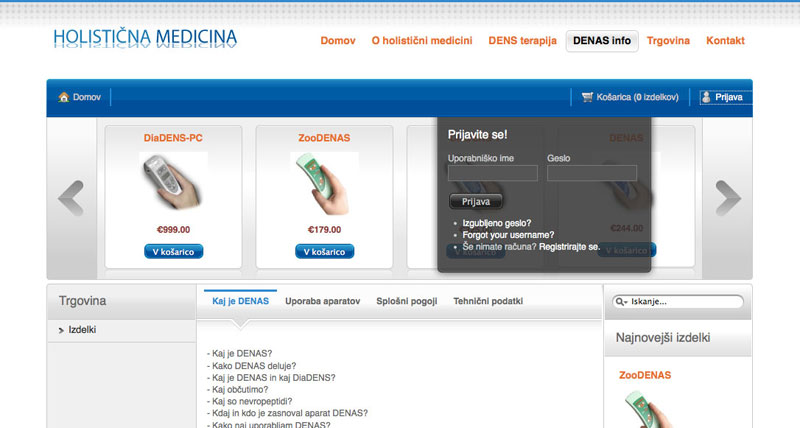 HOLISTIČNA MEDICINA
Domov O holistični medicini DENS terapija DENAS info Trgovina Kontakt
Domov Košarica (0 izdelkov) Prijava
DiaDENS-PC ZooDENAS DENAS
€999.00 €179.00 €244.00
V košarico V košarico V košarico
Prijavite se!
Uporabniško ime Geslo
Prijava
Izgubljeno geslo?
Forgot your username?
Še nimate računa? Registrirajte se.
Trgovina
Izdelki
Kaj je DENAS Uporaba aparatov Splošni pogoji Tehnični podatki
- Kaj je DENAS?
- Kako DENAS deluje?
- Kaj je DENAS in kaj DiaDENS?
- Kaj občutimo?
- Kaj so nevropeptidi?
- Kdaj in kdo je zasnoval aparat DENAS?
- Kako naj uporabljam DENAS?
Iskanje...
Najnovejši izdelki
ZooDENAS